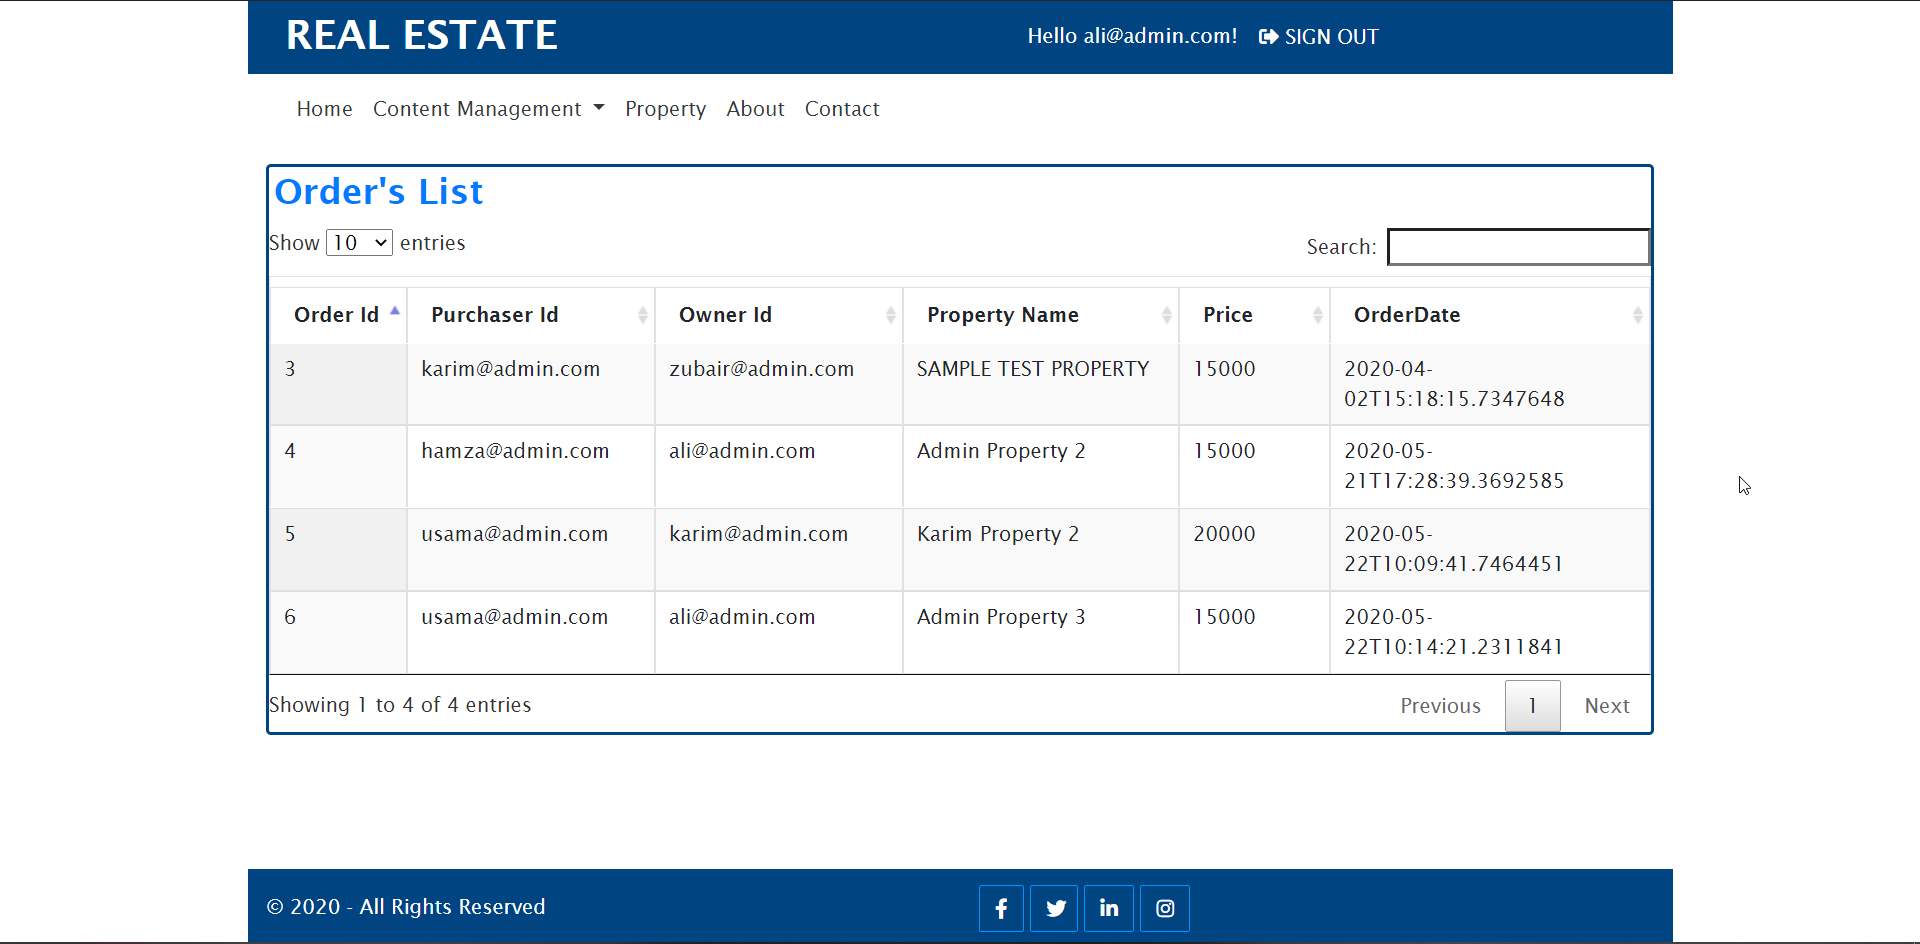 REAL ESTATE
Hello ali@admin.com! SIGN OUT
Home Content Management Property About Contact
Order's List
Show 10 entries
Search:
Order Id Purchaser Id Owner Id Property Name Price OrderDate
3 karim@admin.com zubair@admin.com SAMPLE TEST PROPERTY 15000 2020-04-
02T15:18:15.7347648
4 hamza@admin.com ali@admin.com Admin Property 2 15000 2020-05-
21T17:28:39.3692585
5 usama@admin.com karim@admin.com Karim Property 2 20000 2020-05-
22T10:09:41.7464451
6 usama@admin.com ali@admin.com Admin Property 3 15000 2020-05-
22T10:14:21.2311841
Showing 1 to 4 of 4 entries
Previous 1 Next
© 2020 - All Rights Reserved